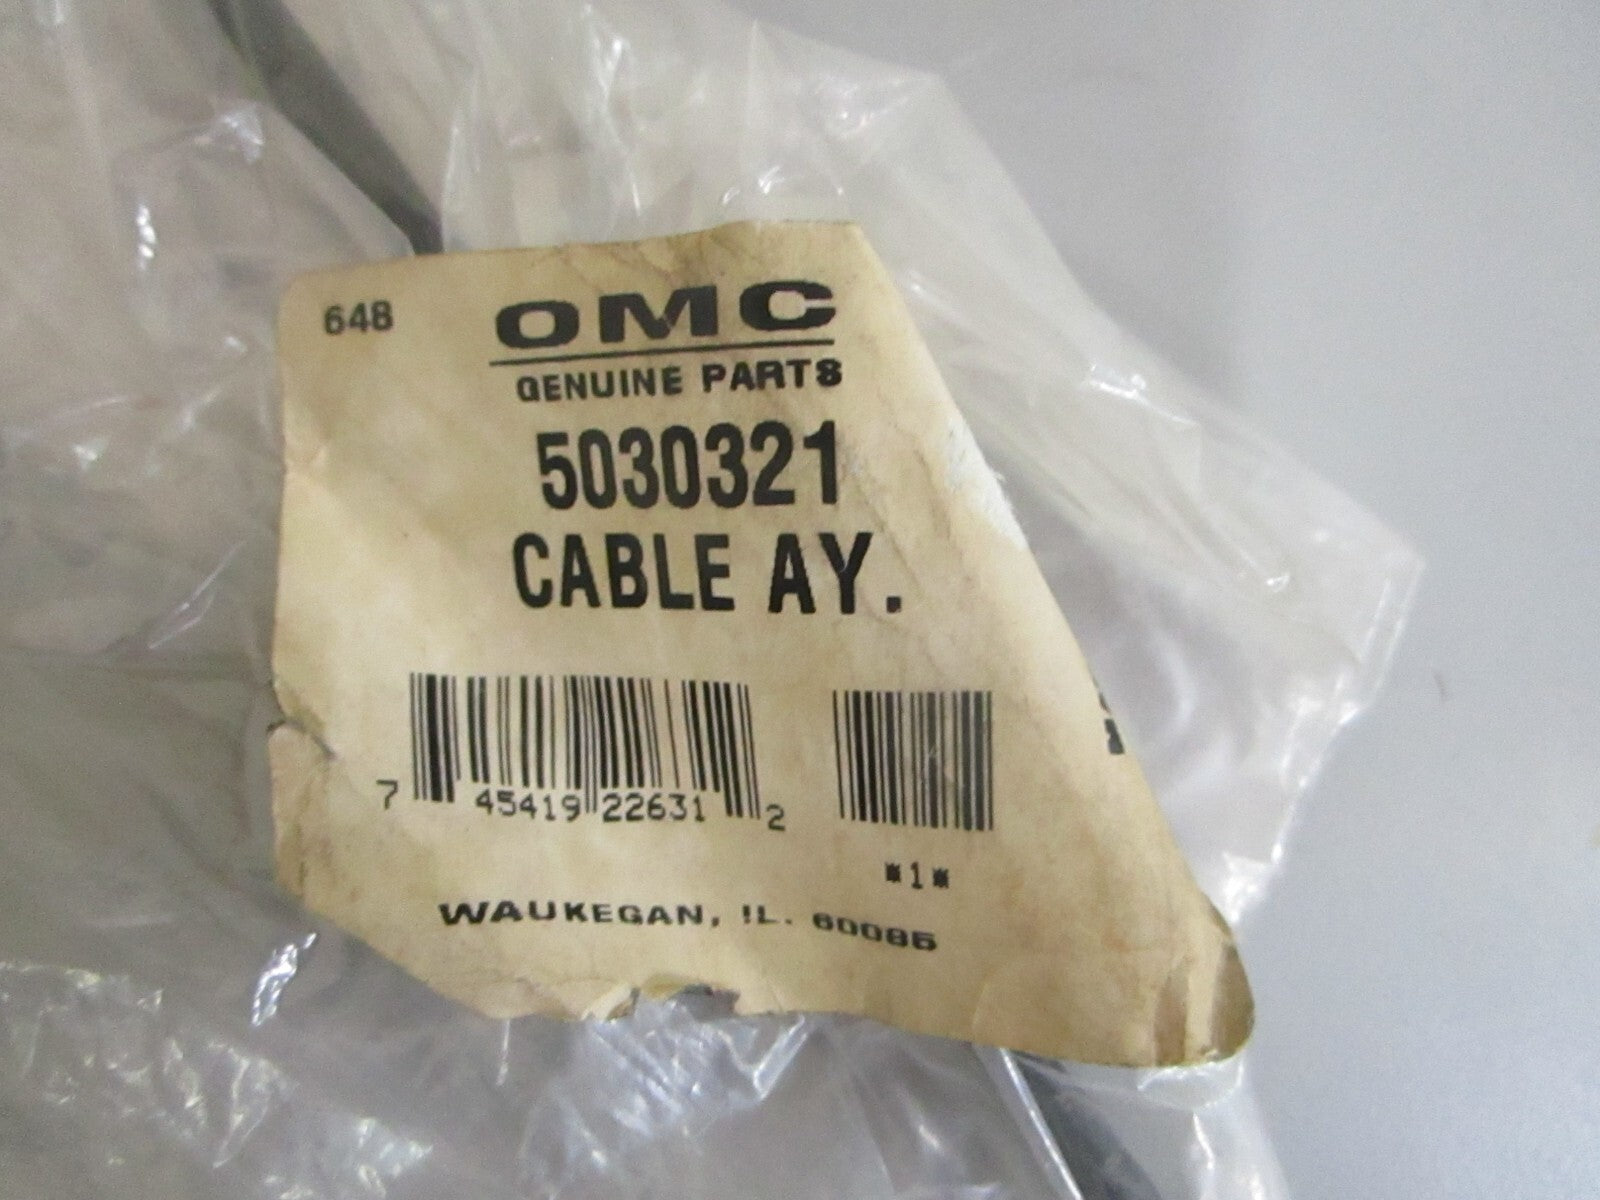 648
OMC
GENUINE PARTS
5030321
CABLE AY.
7 45419 22631 2
*1*
WAUKEGAN, IL. 60085